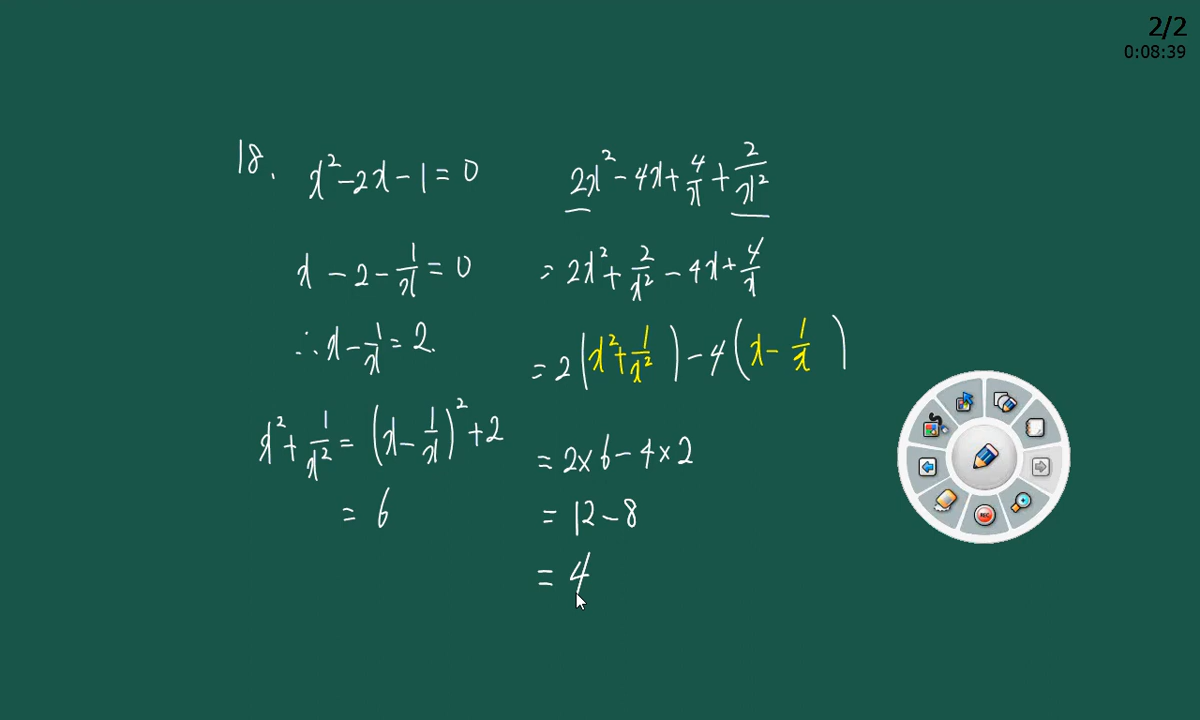 2/2
0:08:39
18. x²-2x-1=0
x-2-1/x=0
∴x-1/x=2.
x²+1/x²=(x-1/x)²+2
=6
2x²-4x+4/x+2/x²
=2x²+2/x²-4x+4/x
=2(x²+1/x²)-4(x-1/x)
=2×6-4×2
=12-8
=4
REC